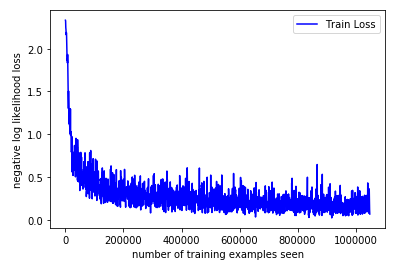 Train Loss
negative log likelihood loss
2.0
1.5
1.0
0.5
0.0
0 200000 400000 600000 800000 1000000
number of training examples seen